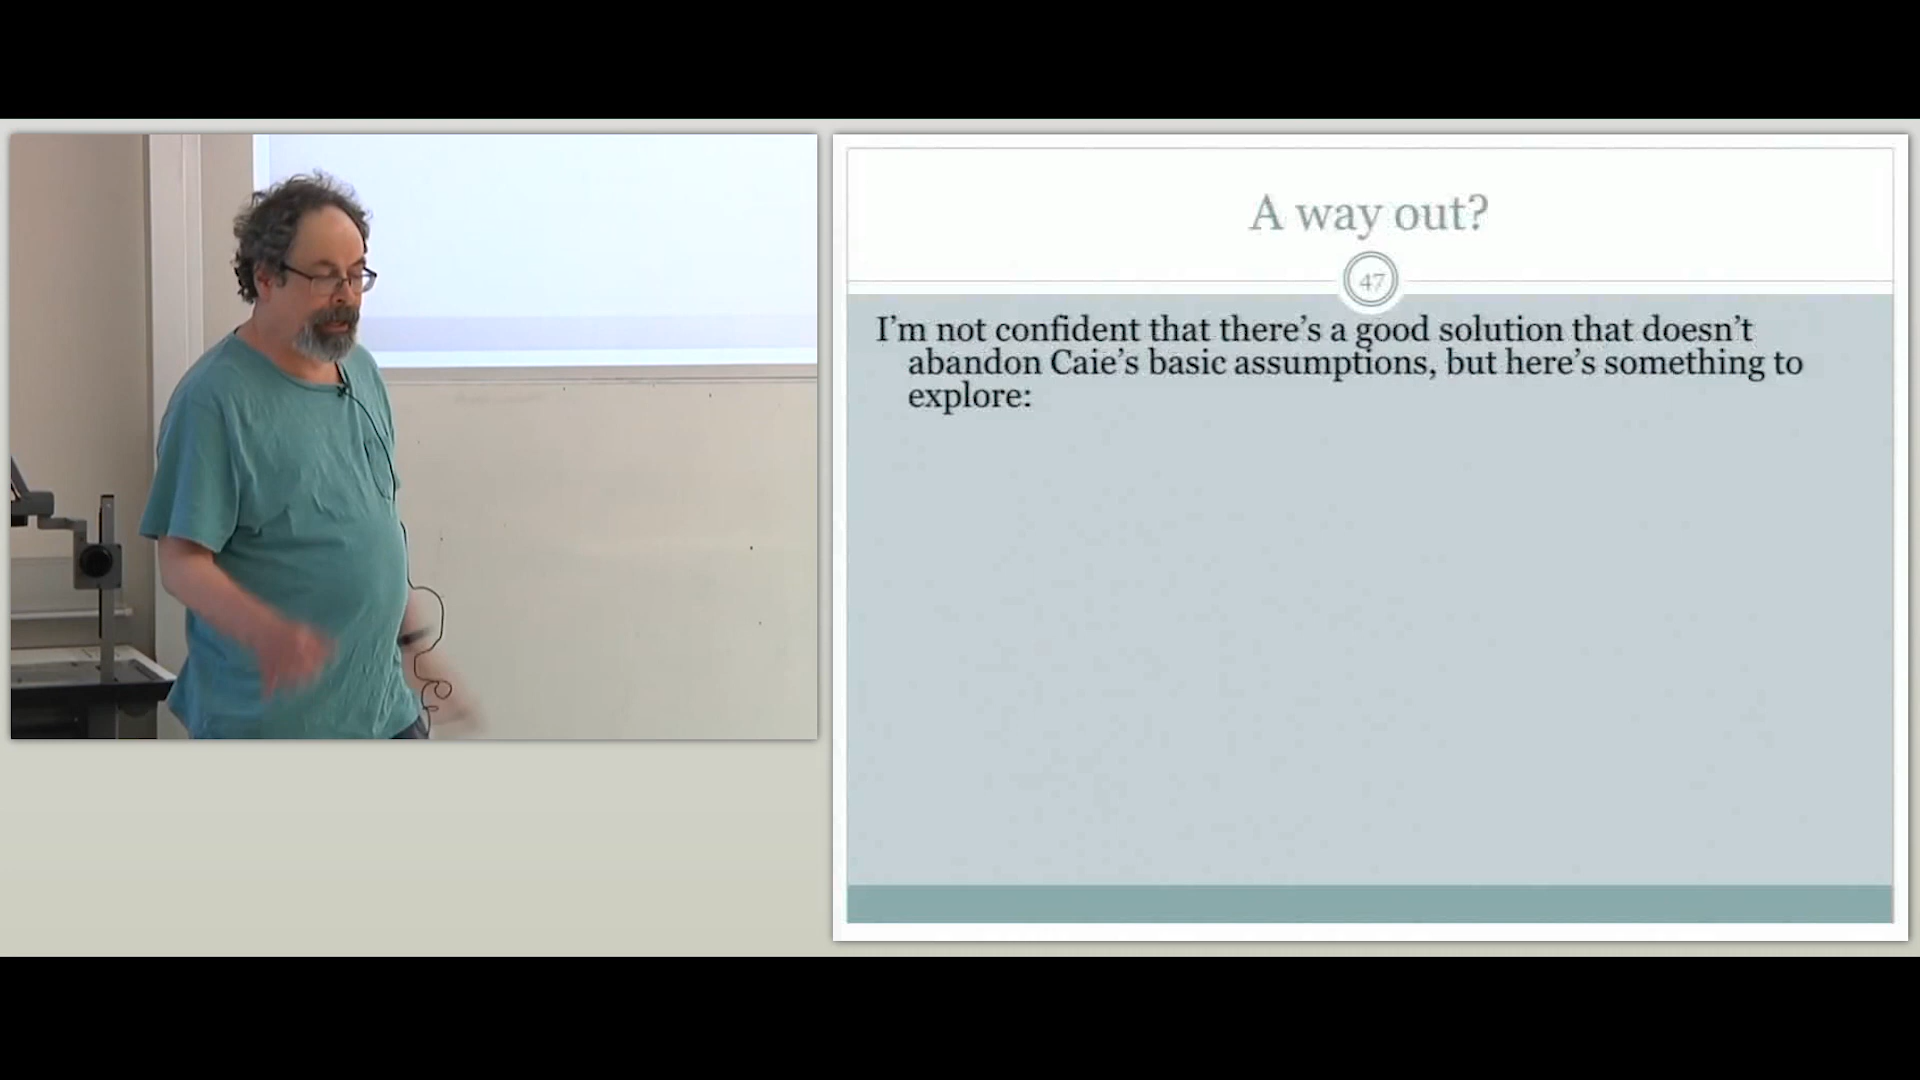 A way out?
47
I’m not confident that there’s a good solution that doesn’t
abandon Caie’s basic assumptions, but here’s something to
explore: